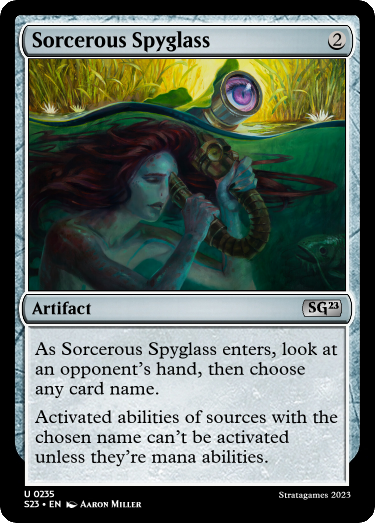 Sorcerous Spyglass 2
Artifact SG23
As Sorcerous Spyglass enters, look at
an opponent's hand, then choose
any card name.
Activated abilities of sources with the
chosen name can't be activated
unless they're mana abilities.
U 0235
S23 • EN Aaron Miller
Stratagames 2023